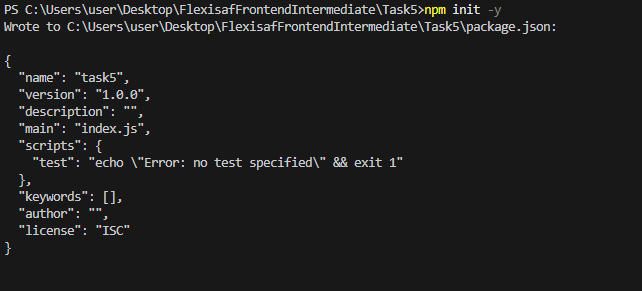 PS C:\Users\user\Desktop\FlexisafFrontendIntermediate\Task5>npm init -y
Wrote to C:\Users\user\Desktop\FlexisafFrontendIntermediate\Task5\package.json:
{
  "name": "task5",
  "version": "1.0.0",
  "description": "",
  "main": "index.js",
  "scripts": {
    "test": "echo \"Error: no test specified\" && exit 1"
  },
  "keywords": [],
  "author": "",
  "license": "ISC"
}